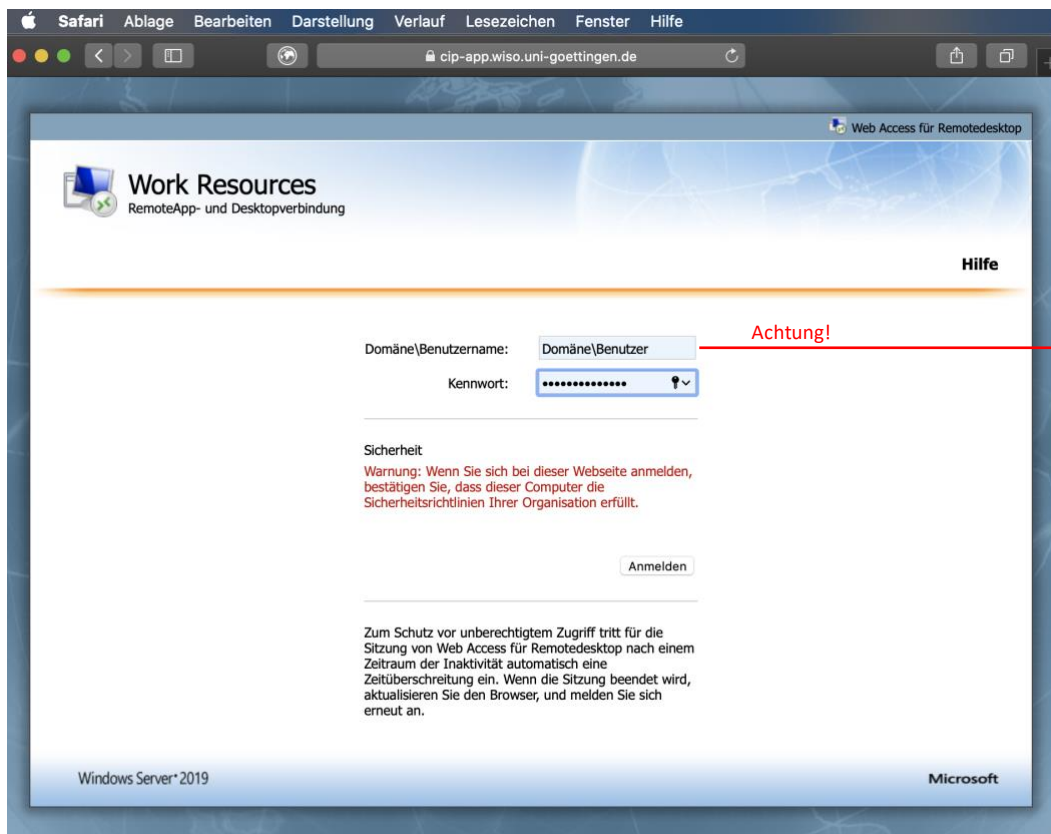 Safari Ablage Bearbeiten Darstellung Verlauf Lesezeichen Fenster Hilfe
cip-app.wiso.uni-goettingen.de
Web Access für Remotedesktop
Work Resources
RemoteApp- und Desktopverbindung
Hilfe
Achtung!
Domäne\Benutzername: Domäne\Benutzer
Kennwort: ••••••••••••••
Sicherheit
Warnung: Wenn Sie sich bei dieser Webseite anmelden,
bestätigen Sie, dass dieser Computer die
Sicherheitsrichtlinien Ihrer Organisation erfüllt.
Anmelden
Zum Schutz vor unberechtigtem Zugriff tritt für die
Sitzung von Web Access für Remotedesktop nach einem
Zeitraum der Inaktivität automatisch eine
Zeitüberschreitung ein. Wenn die Sitzung beendet wird,
aktualisieren Sie den Browser, und melden Sie sich
erneut an.
Windows Server 2019
Microsoft